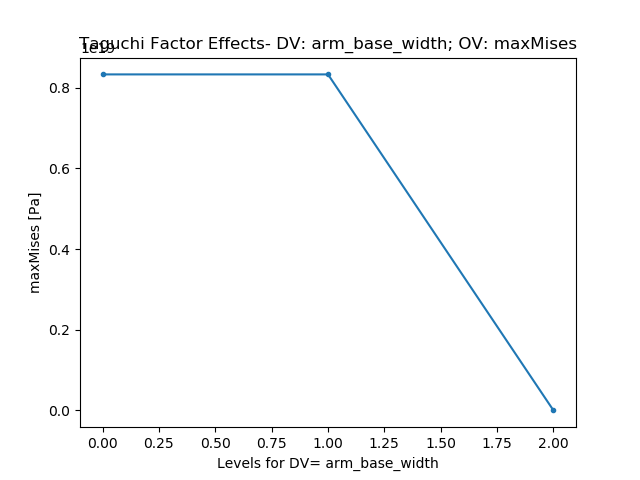 Taguchi Factor Effects- DV: arm_base_width; OV: maxMises
1e19
0.8
0.6
0.4
0.2
0.0
maxMises [Pa]
0.00 0.25 0.50 0.75 1.00 1.25 1.50 1.75 2.00
Levels for DV= arm_base_width